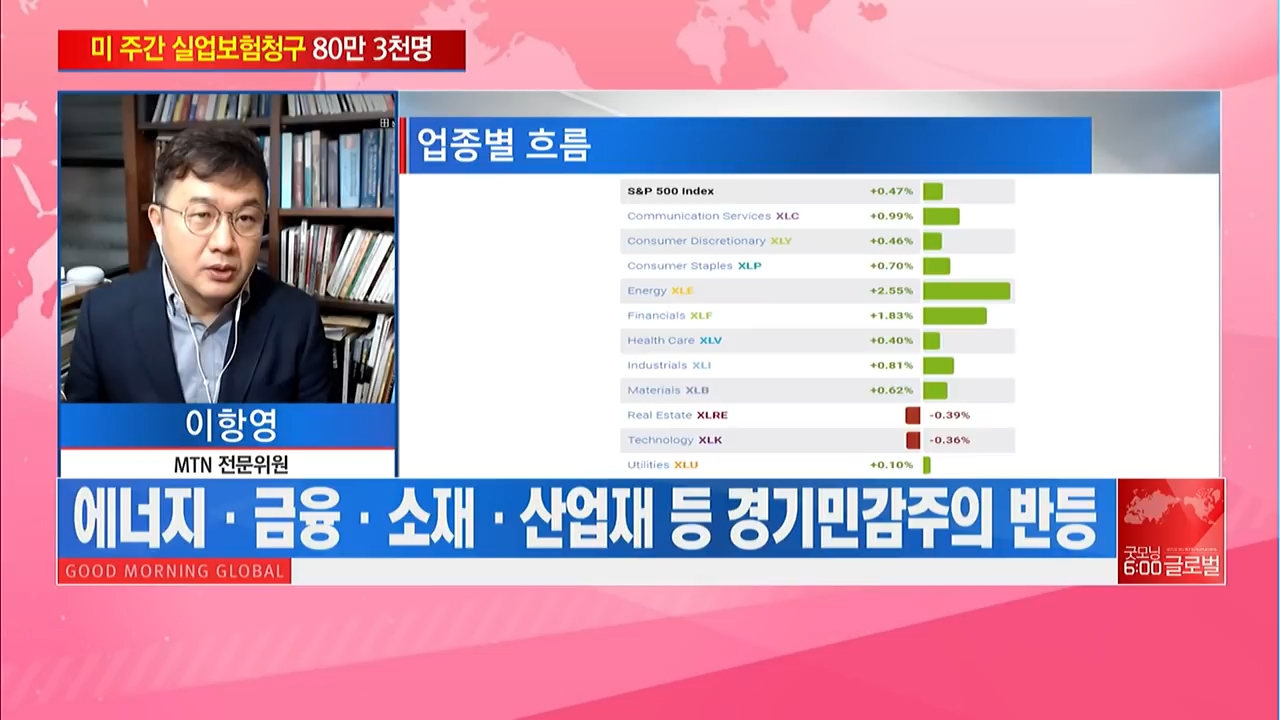 미 주간 실업보험청구 80만 3천명
업종별 흐름
S&P 500 Index +0.47%
Communication Services XLC +0.99%
Consumer Discretionary XLY +0.46%
Consumer Staples XLP +0.70%
Energy XLE +2.55%
Financials XLF +1.83%
Health Care XLV +0.40%
Industrials XLI +0.81%
Materials XLB +0.62%
Real Estate XLRE -0.39%
Technology XLK -0.36%
Utilities XLU +0.10%
이항영
MTN 전문위원
에너지 · 금융 · 소재 · 산업재 등 경기민감주의 반등
GOOD MORNING GLOBAL
굿모닝
6:00 글로벌